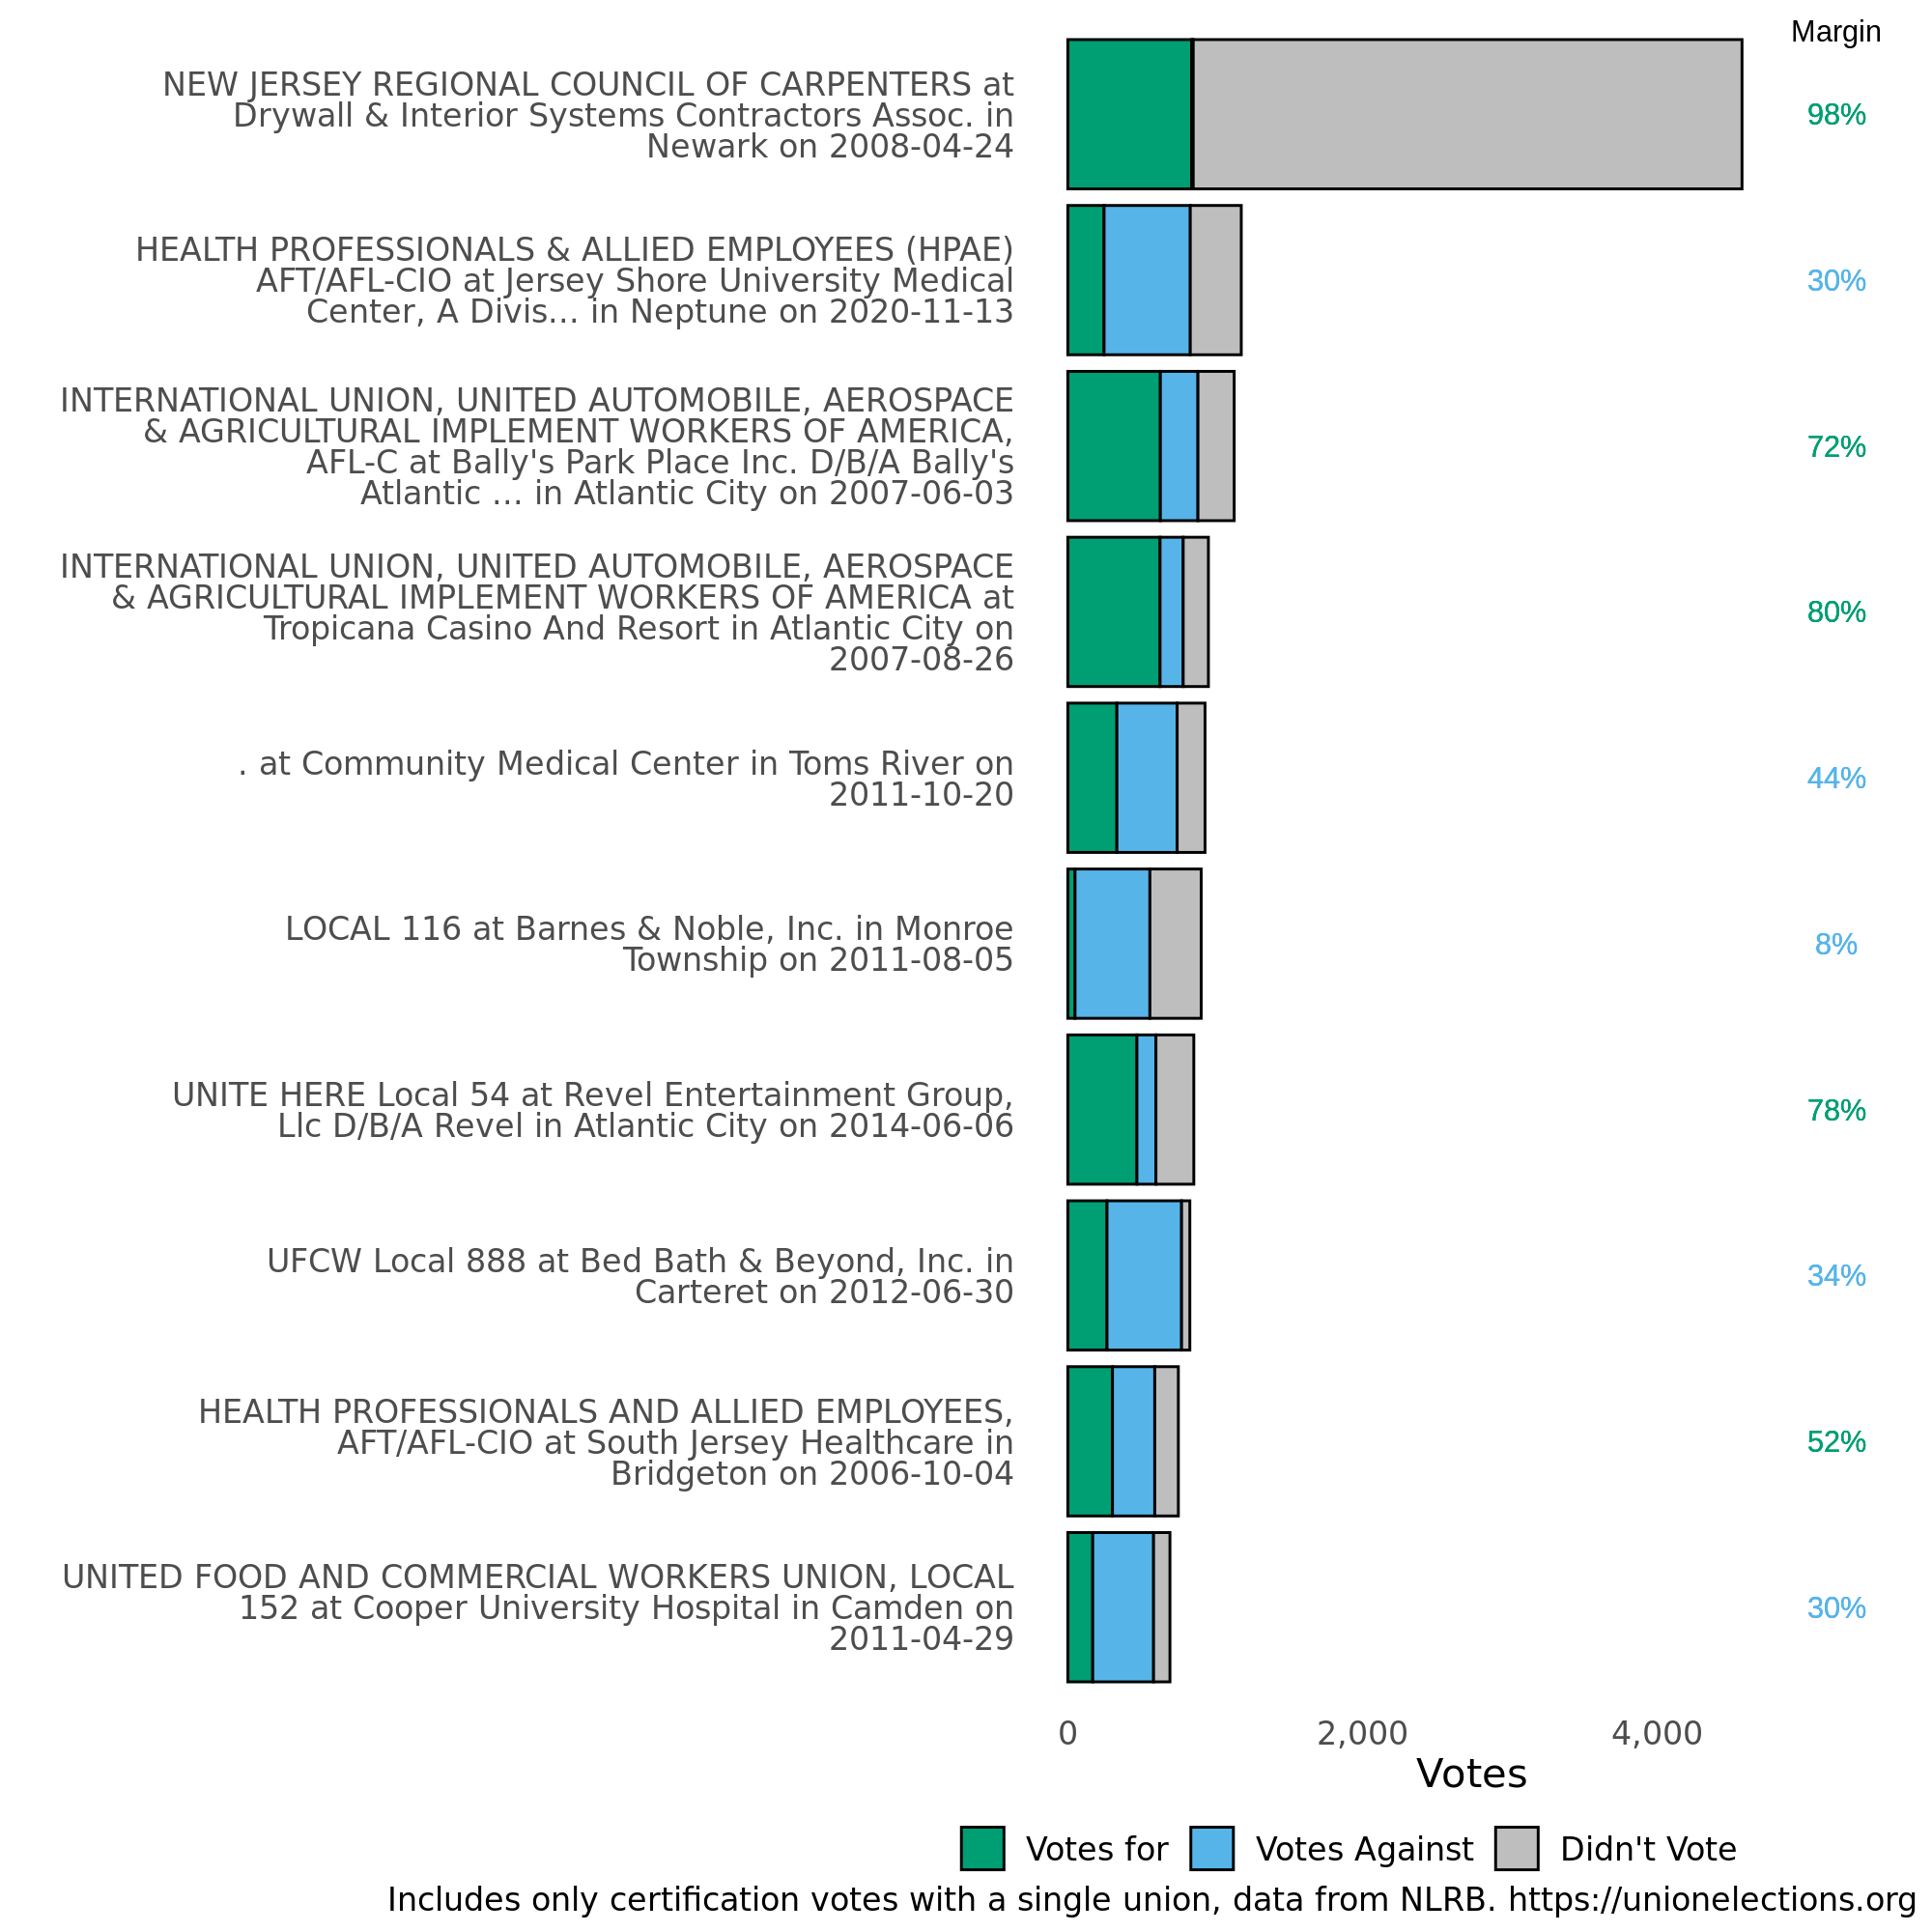 Margin
NEW JERSEY REGIONAL COUNCIL OF CARPENTERS at
Drywall & Interior Systems Contractors Assoc. in
Newark on 2008-04-24
98%
HEALTH PROFESSIONALS & ALLIED EMPLOYEES (HPAE)
AFT/AFL-CIO at Jersey Shore University Medical
Center, A Divis... in Neptune on 2020-11-13
30%
INTERNATIONAL UNION, UNITED AUTOMOBILE, AEROSPACE
& AGRICULTURAL IMPLEMENT WORKERS OF AMERICA,
AFL-C at Bally's Park Place Inc. D/B/A Bally's
Atlantic ... in Atlantic City on 2007-06-03
72%
INTERNATIONAL UNION, UNITED AUTOMOBILE, AEROSPACE
& AGRICULTURAL IMPLEMENT WORKERS OF AMERICA at
Tropicana Casino And Resort in Atlantic City on
2007-08-26
80%
. at Community Medical Center in Toms River on
2011-10-20
44%
LOCAL 116 at Barnes & Noble, Inc. in Monroe
Township on 2011-08-05
8%
UNITE HERE Local 54 at Revel Entertainment Group,
Llc D/B/A Revel in Atlantic City on 2014-06-06
78%
UFCW Local 888 at Bed Bath & Beyond, Inc. in
Carteret on 2012-06-30
34%
HEALTH PROFESSIONALS AND ALLIED EMPLOYEES,
AFT/AFL-CIO at South Jersey Healthcare in
Bridgeton on 2006-10-04
52%
UNITED FOOD AND COMMERCIAL WORKERS UNION, LOCAL
152 at Cooper University Hospital in Camden on
2011-04-29
30%
0 2,000 4,000
Votes
Votes for Votes Against Didn't Vote
Includes only certification votes with a single union, data from NLRB. https://unionelections.org